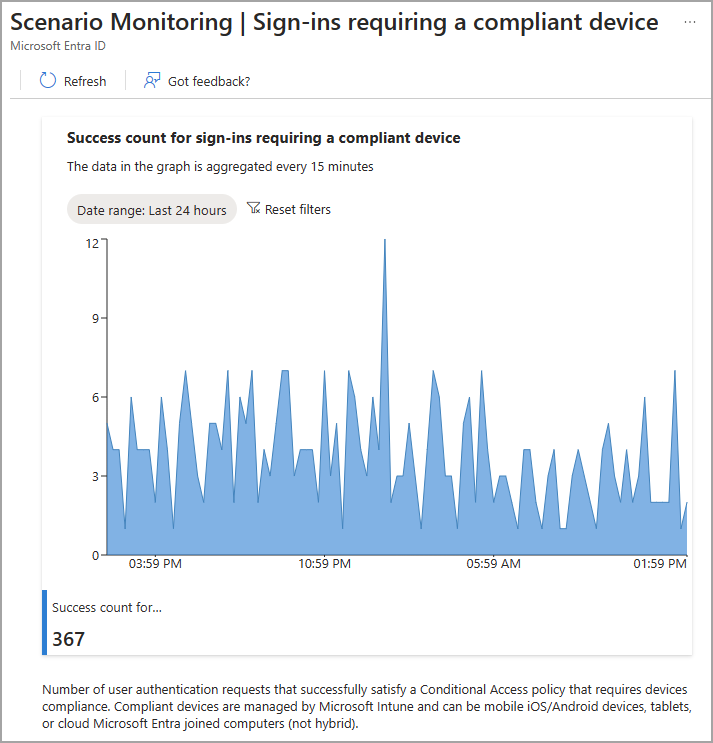 Scenario Monitoring | Sign-ins requiring a compliant device ...
Microsoft Entra ID
Refresh Got feedback?
Success count for sign-ins requiring a compliant device
The data in the graph is aggregated every 15 minutes
Date range: Last 24 hours Reset filters
12
9
6
3
0
03:59 PM 10:59 PM 05:59 AM 01:59 PM
Success count for...
367
Number of user authentication requests that successfully satisfy a Conditional Access policy that requires devices
compliance. Compliant devices are managed by Microsoft Intune and can be mobile iOS/Android devices, tablets,
or cloud Microsoft Entra joined computers (not hybrid).